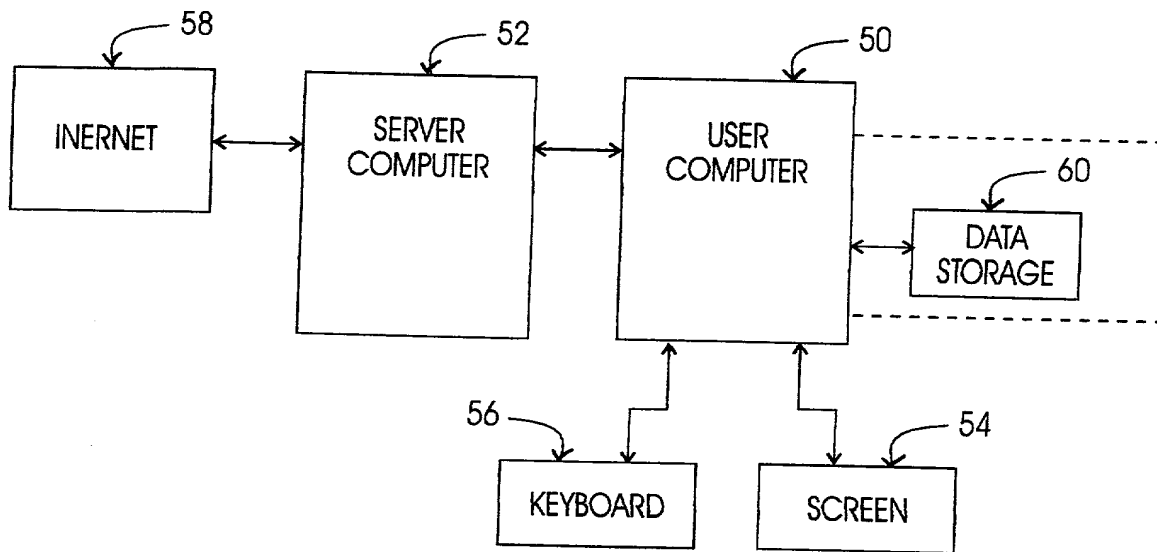 58
52
50
INERNET
SERVER
COMPUTER
USER
COMPUTER
60
DATA
STORAGE
56
54
KEYBOARD
SCREEN